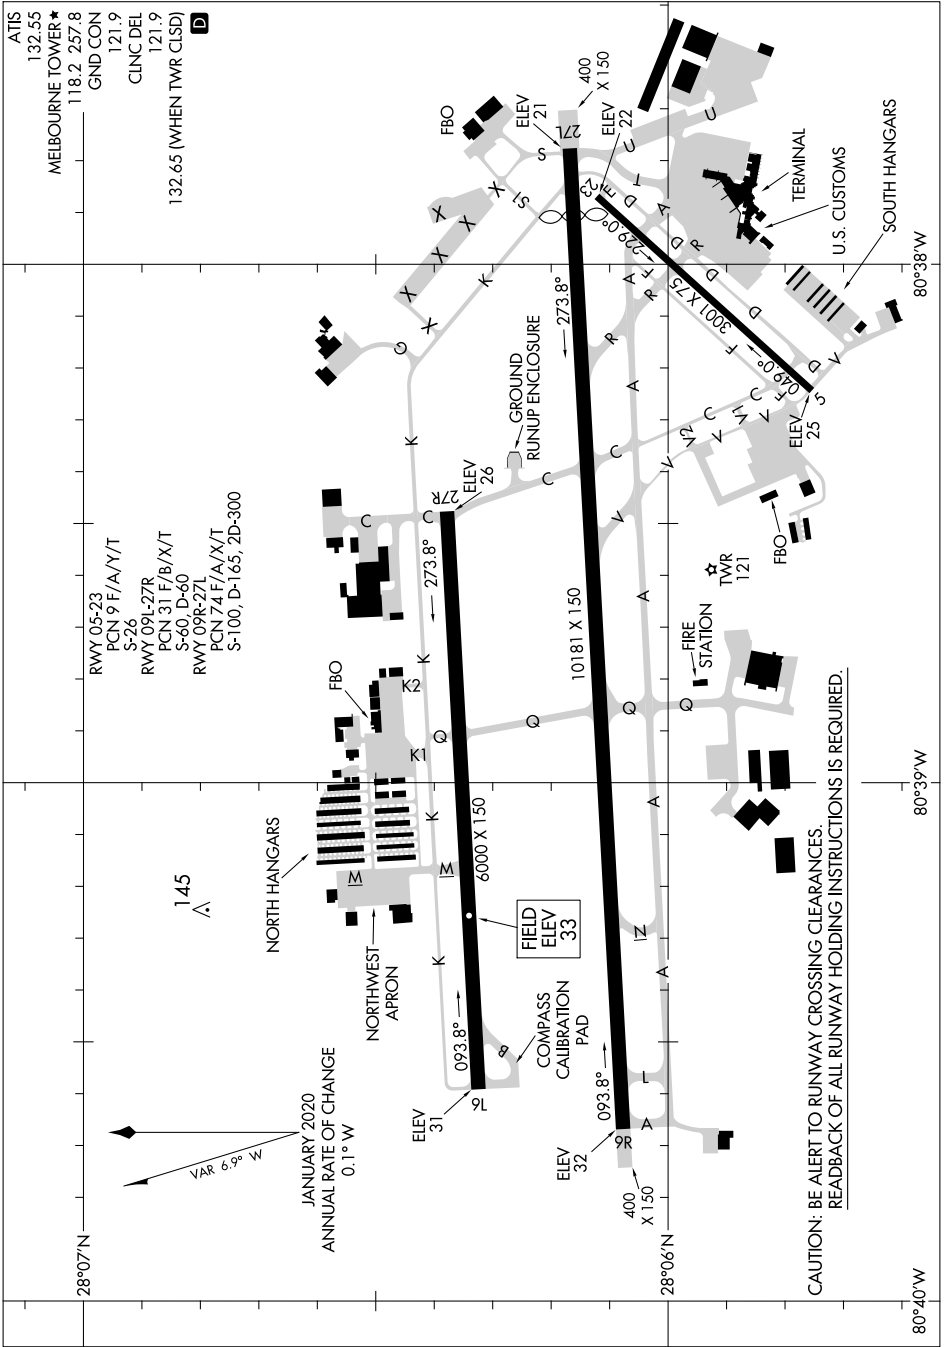 ATIS
132.55
MELBOURNE TOWER★
118.2 257.8
GND CON
121.9
CLNC DEL
121.9
132.65 (WHEN TWR CLSD)
D
RWY 05-23
PCN 9 F/A/Y/T
S-26
RWY 09L-27R
PCN 31 F/B/X/T
S-60, D-60
RWY 09R-27L
PCN 74 F/A/X/T
S-100, D-165, 2D-300
28°07'N
VAR 6.9° W
JANUARY 2020
ANNUAL RATE OF CHANGE
0.1° W
145
NORTH HANGARS
NORTHWEST
APRON
FBO
M
M
K
K
K1
K2
K
K
K
G
X
X
X
X
X
X
S1
S
FBO
C
C
Q
9L
ELEV
31
093.8°
6000 X 150
273.8°
27R
ELEV
26
FIELD
ELEV
33
B
COMPASS
CALIBRATION
PAD
Q
C
GROUND
RUNUP ENCLOSURE
400
X 150
ELEV
32
9R
093.8°
10181 X 150
273.8°
27L
ELEV
21
400
X 150
A
L
A
N
A
Q
Q
A
V
C
A
R
A
R
F
A
T
U
U
E
D
D
R
D
D
D
23
ELEV
22
229.0°
3001 X 75
049.0°
5
ELEV
25
F
F
C
C
V
V2
V
V1
V
V
28°06'N
FIRE
STATION
TWR
121
FBO
TERMINAL
U.S. CUSTOMS
SOUTH HANGARS
CAUTION: BE ALERT TO RUNWAY CROSSING CLEARANCES.
READBACK OF ALL RUNWAY HOLDING INSTRUCTIONS IS REQUIRED.
80°40'W
80°39'W
80°38'W